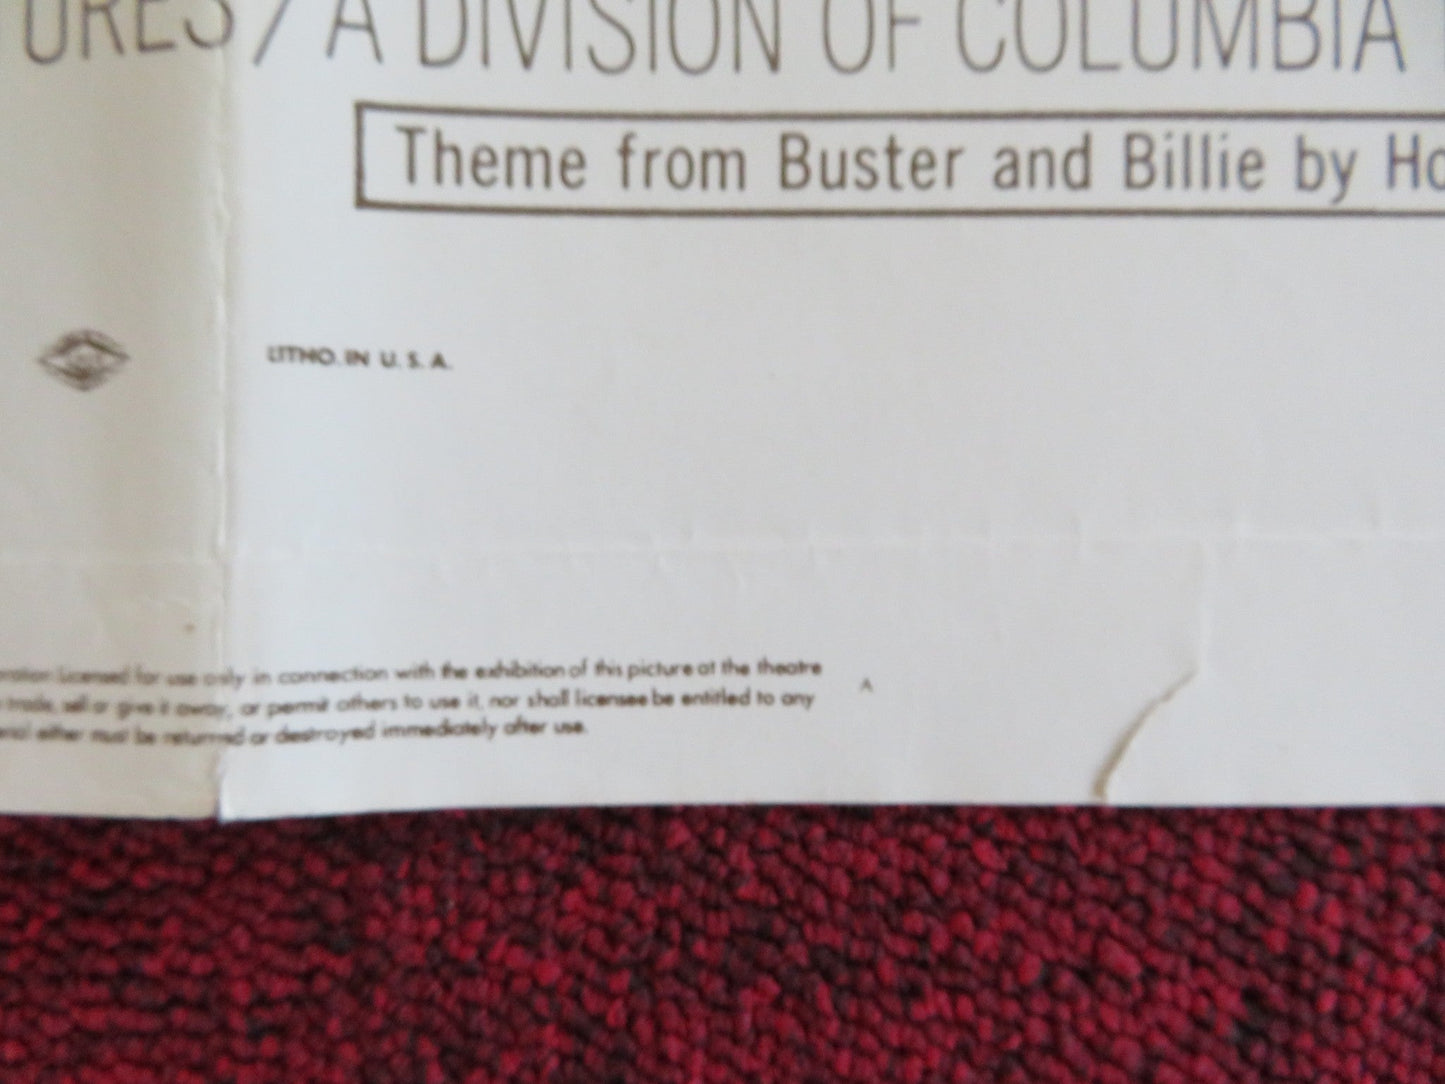 URES / A DIVISION OF COLUMBIA
Theme from Buster and Billie by Ho
LITHO. IN U. S. A.
Licensed for use only in connection with the exhibition of this picture at the theatre
trade, sell or give it away, or permit others to use it, nor shall licensee be entitled to any
A
either must be returned or destroyed immediately after use.